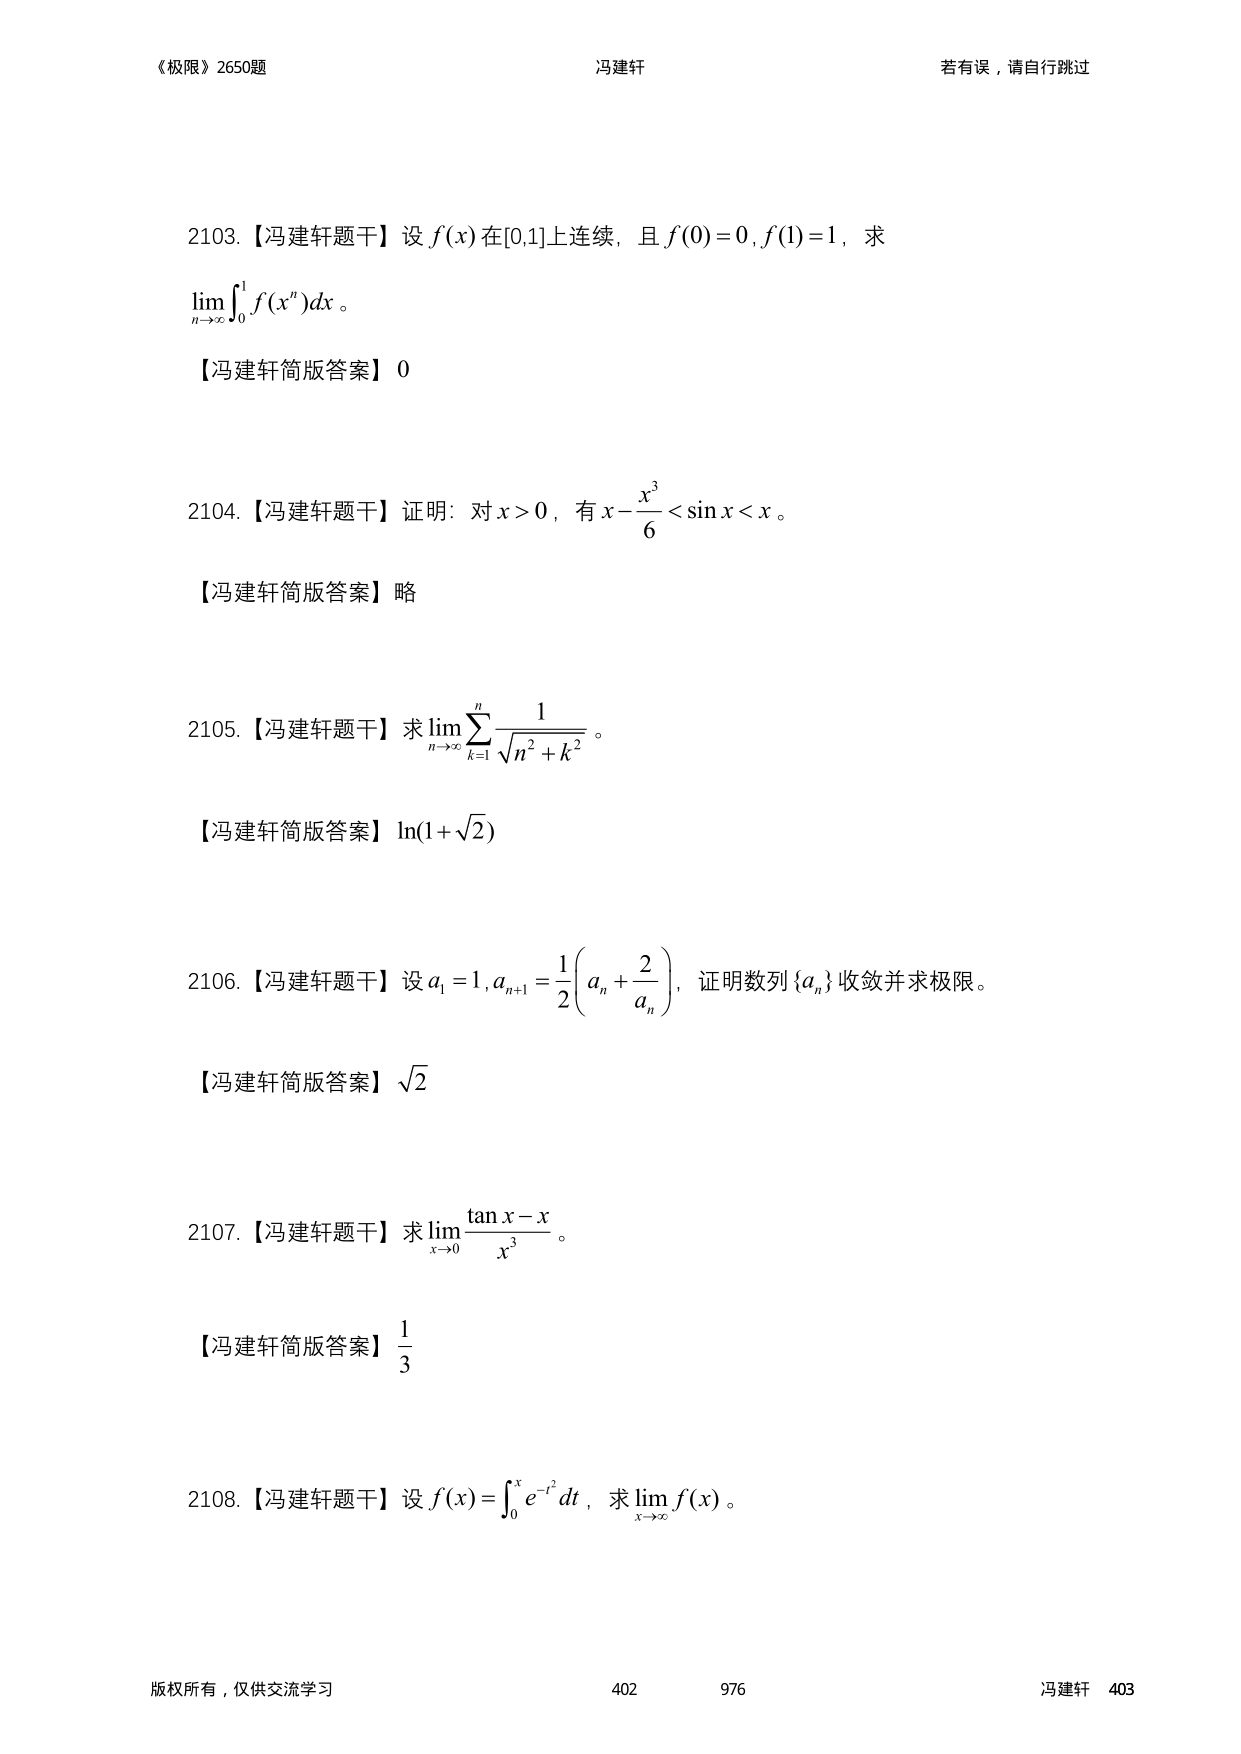 《极限》2650题 冯建轩 若有误，请自行跳过
2103.【冯建轩题干】设 f(x) 在[0,1]上连续，且 f(0)=0, f(1)=1，求
lim_{n→∞} ∫_0^1 f(x^n)dx 。
【冯建轩简版答案】 0
2104.【冯建轩题干】证明：对 x>0，有 x − x^3/6 < sin x < x 。
【冯建轩简版答案】略
2105.【冯建轩题干】求 lim_{n→∞} ∑_{k=1}^{n} 1/√(n^2+k^2) 。
【冯建轩简版答案】 ln(1+√2)
2106.【冯建轩题干】设 a_1=1, a_{n+1}=1/2(a_n+2/a_n)，证明数列{a_n}收敛并求极限。
【冯建轩简版答案】 √2
2107.【冯建轩题干】求 lim_{x→0} (tan x − x)/x^3 。
【冯建轩简版答案】 1/3
2108.【冯建轩题干】设 f(x)=∫_0^x e^{−t^2}dt，求 lim_{x→∞} f(x) 。
版权所有，仅供交流学习 402 976 冯建轩 403